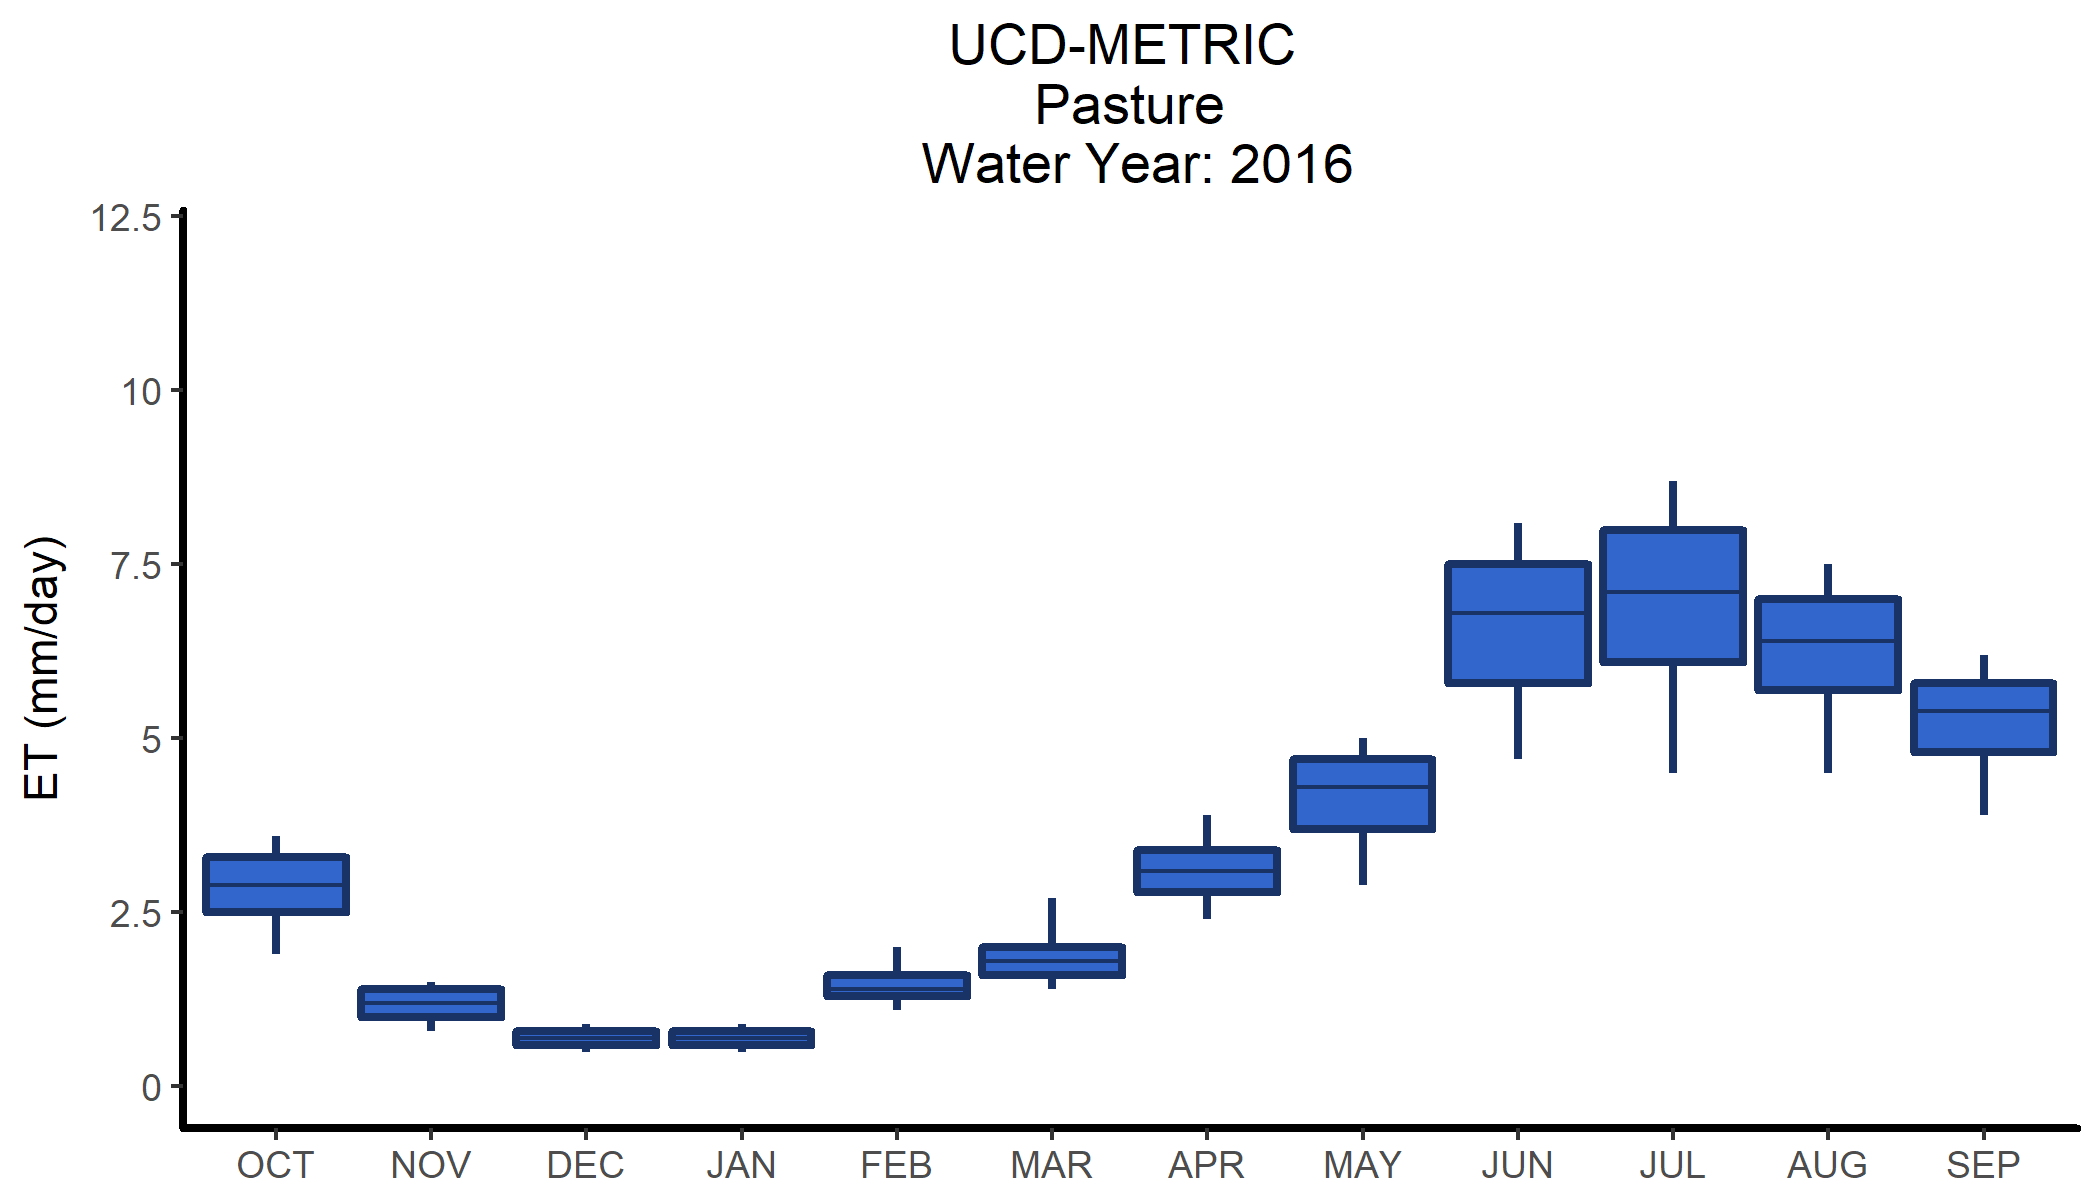 UCD-METRIC
Pasture
Water Year: 2016
12.5
10
7.5
5
2.5
0
ET (mm/day)
OCT NOV DEC JAN FEB MAR APR MAY JUN JUL AUG SEP